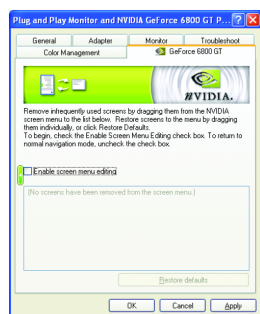 Plug and Play Monitor and NVIDIA GeForce 6800 GT P...
General Adapter Monitor Troubleshoot
Color Management GeForce 6800 GT
NVIDIA.
Remove infrequently used screens by dragging them from the NVIDIA
screen menu to the list below. Restore screens to the menu by dragging
them individually, or click Restore Defaults.
To begin, check the Enable Screen Menu Editing check box. To return to
normal navigation mode, uncheck the check box.
Enable screen menu editing
(No screens have been removed from the screen menu.)
Restore defaults
OK Cancel Apply